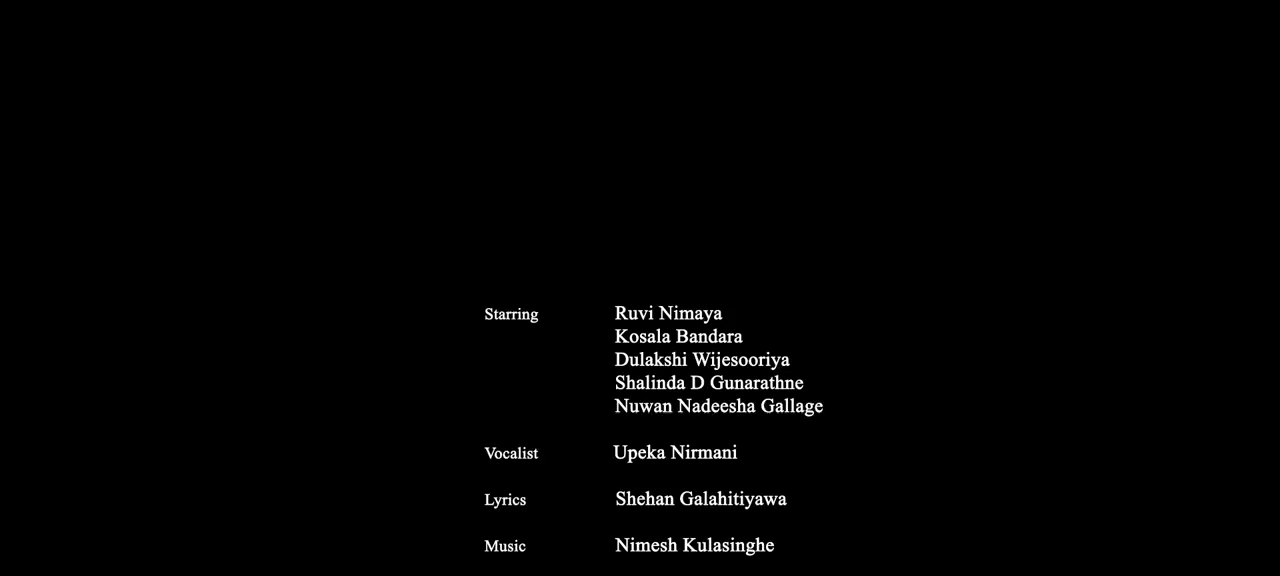 Starring Ruvi Nimaya
Kosala Bandara
Dulakshi Wijesooriya
Shalinda D Gunarathne
Nuwan Nadeesha Gallage
Vocalist Upeka Nirmani
Lyrics Shehan Galahitiyawa
Music Nimesh Kulasinghe